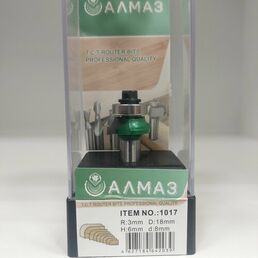 АЛМАЗ
T.C.T ROUTER BITS
PROFESSIONAL QUALITY
АЛМАЗ
T.C.T ROUTER BITS PROFESSIONAL QUALITY
ITEM NO.:1017
R:3mm D:18mm
H:6mm d:8mm